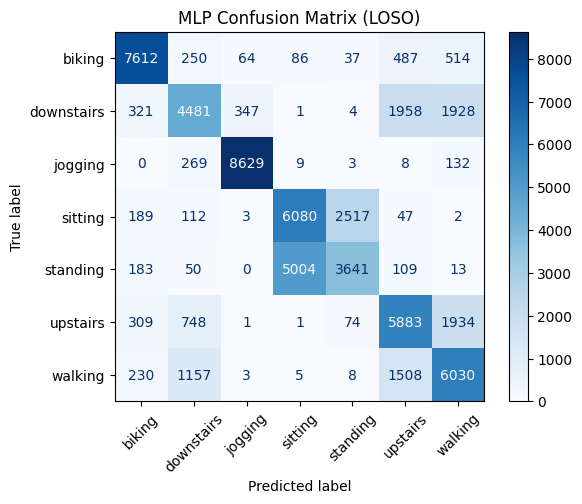 MLP Confusion Matrix (LOSO)
True label
biking 7612 250 64 86 37 487 514
downstairs 321 4481 347 1 4 1958 1928
jogging 0 269 8629 9 3 8 132
sitting 189 112 3 6080 2517 47 2
standing 183 50 0 5004 3641 109 13
upstairs 309 748 1 1 74 5883 1934
walking 230 1157 3 5 8 1508 6030
biking downstairs jogging sitting standing upstairs walking
Predicted label
8000
7000
6000
5000
4000
3000
2000
1000
0